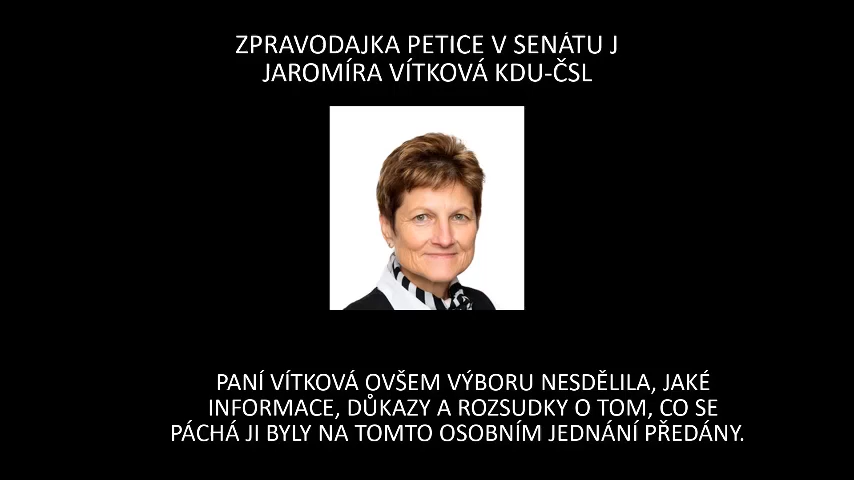 ZPRAVODAJKA PETICE V SENÁTU J
JAROMÍRA VÍTKOVÁ KDU-ČSL
PANÍ VÍTKOVÁ OVŠEM VÝBORU NESDĚLILA, JAKÉ
INFORMACE, DŮKAZY A ROZSUDKY O TOM, CO SE
PÁCHÁ JI BYLY NA TOMTO OSOBNÍM JEDNÁNÍ PŘEDÁNY.